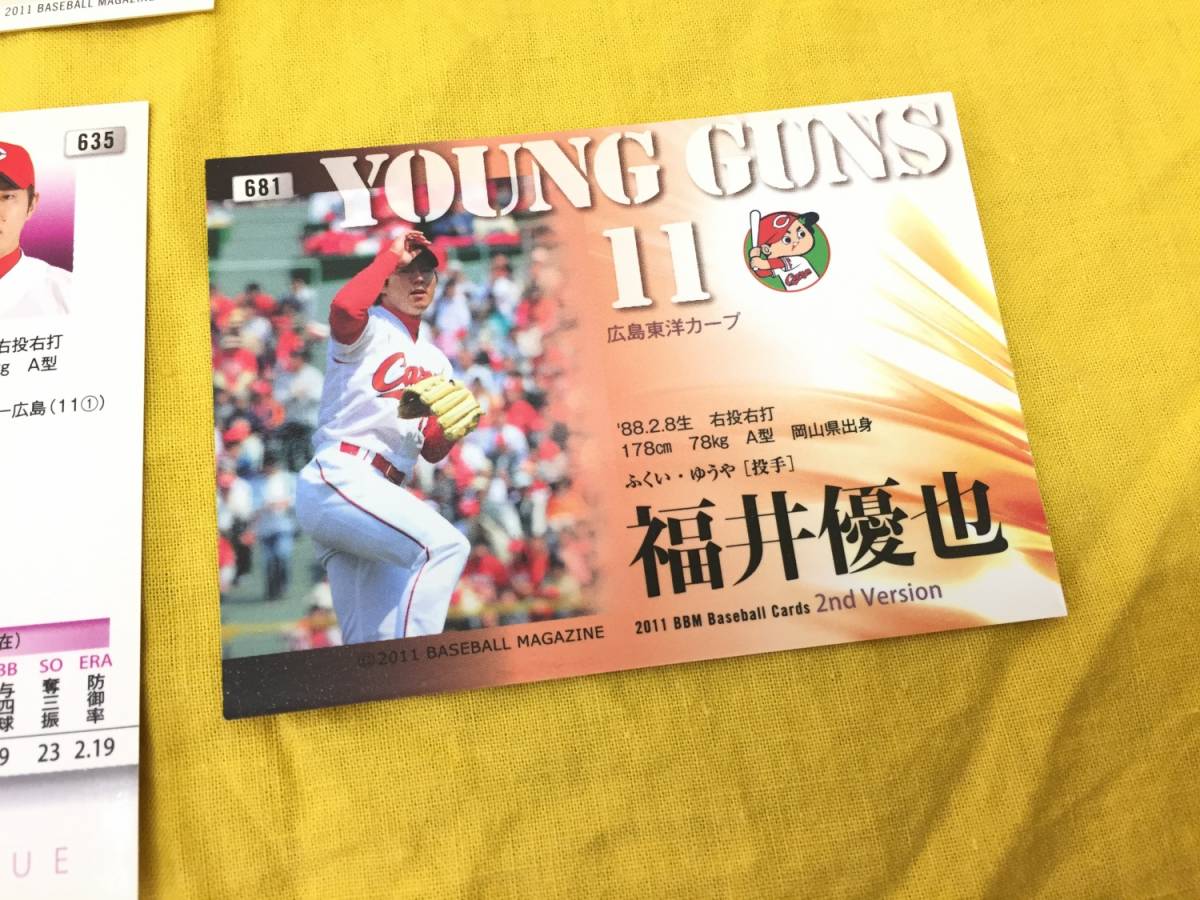 2011 BASEBALL MAGAZINE
635
右投右打
A型
広島(11①)
BB SO ERA
与四球 奪三振 防御率
9 23 2.19
UE
681
YOUNG GUNS
11
広島東洋カープ
'88.2.8生 右投右打
178cm 78kg A型 岡山県出身
ふくい・ゆうや [投手]
福井優也
2011 BBM Baseball Cards 2nd Version
©2011 BASEBALL MAGAZINE
Carp